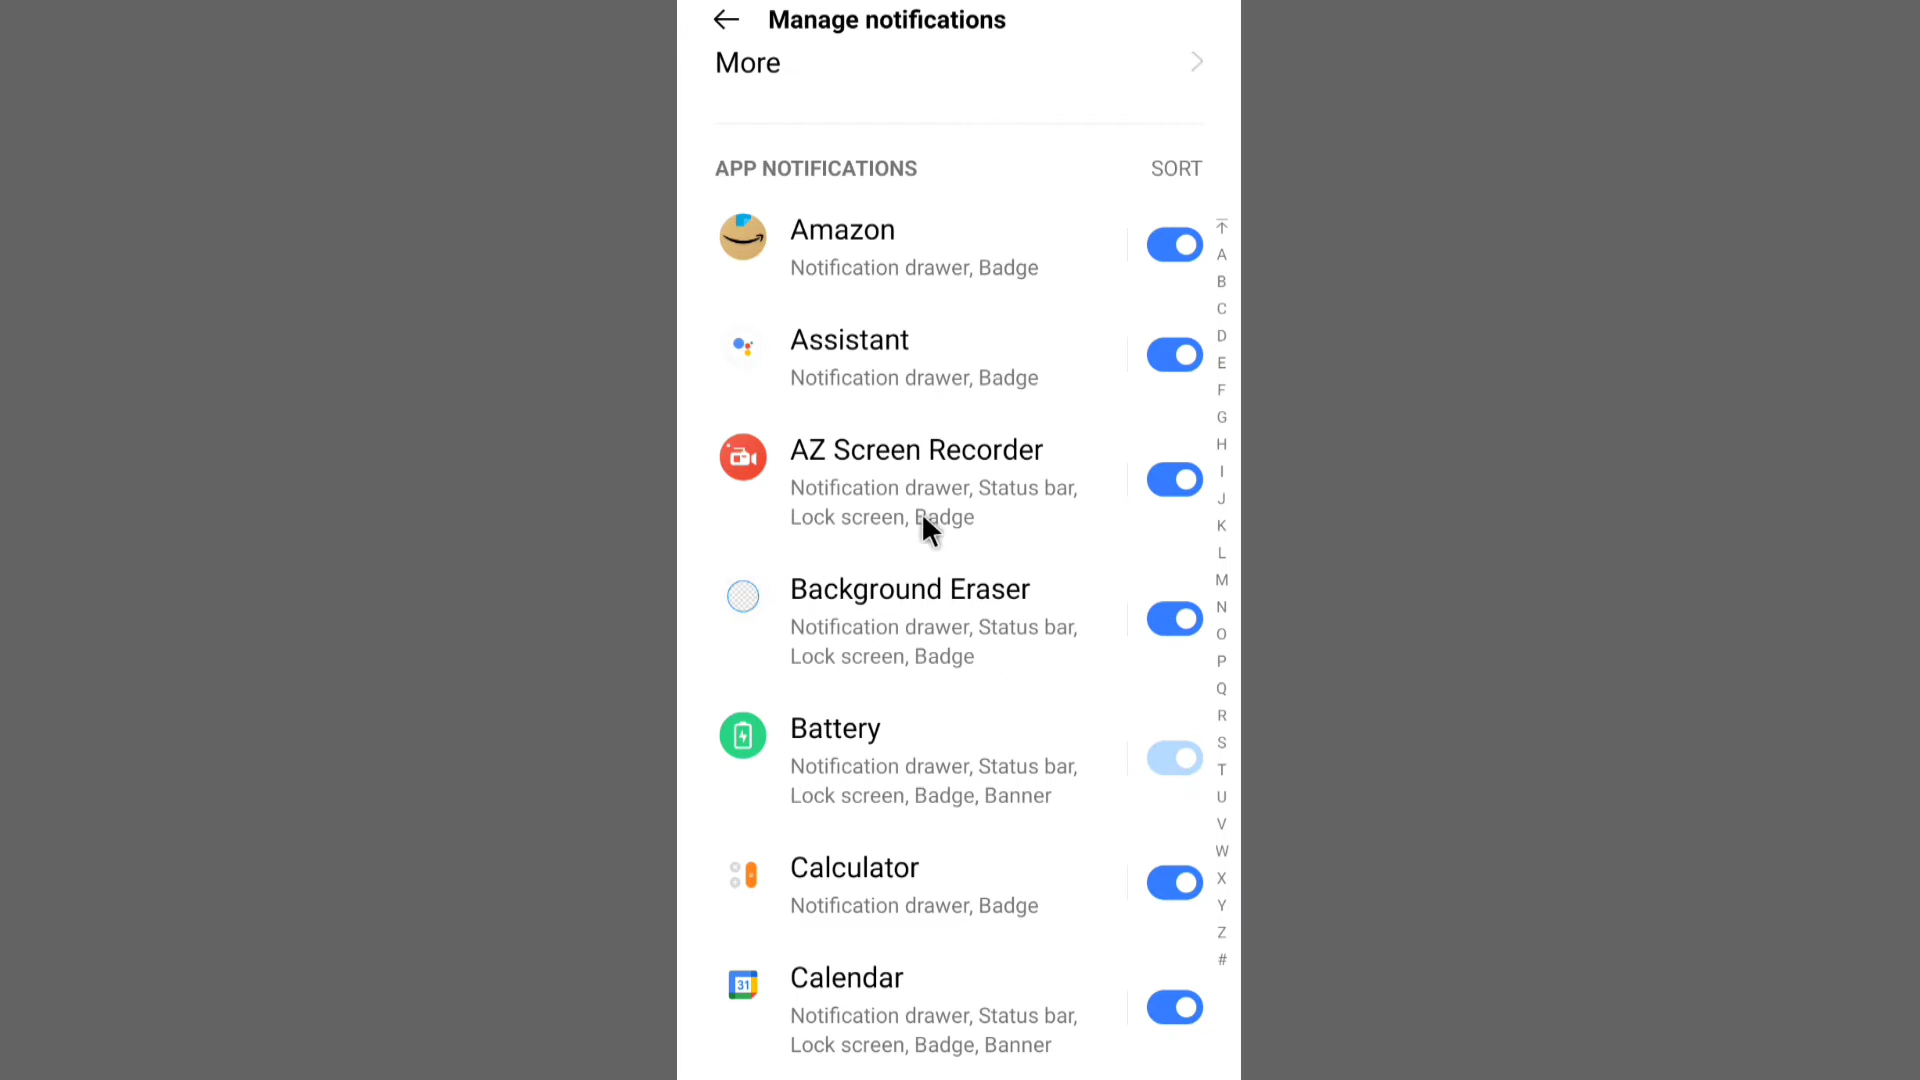 Manage notifications
More
APP NOTIFICATIONS SORT
Amazon
Notification drawer, Badge
Assistant
Notification drawer, Badge
AZ Screen Recorder
Notification drawer, Status bar,
Lock screen, Badge
Background Eraser
Notification drawer, Status bar,
Lock screen, Badge
Battery
Notification drawer, Status bar,
Lock screen, Badge, Banner
Calculator
Notification drawer, Badge
31
Calendar
Notification drawer, Status bar,
Lock screen, Badge, Banner
A
B
C
D
E
F
G
H
I
J
K
L
M
N
O
P
Q
R
S
T
U
V
W
X
Y
Z
#